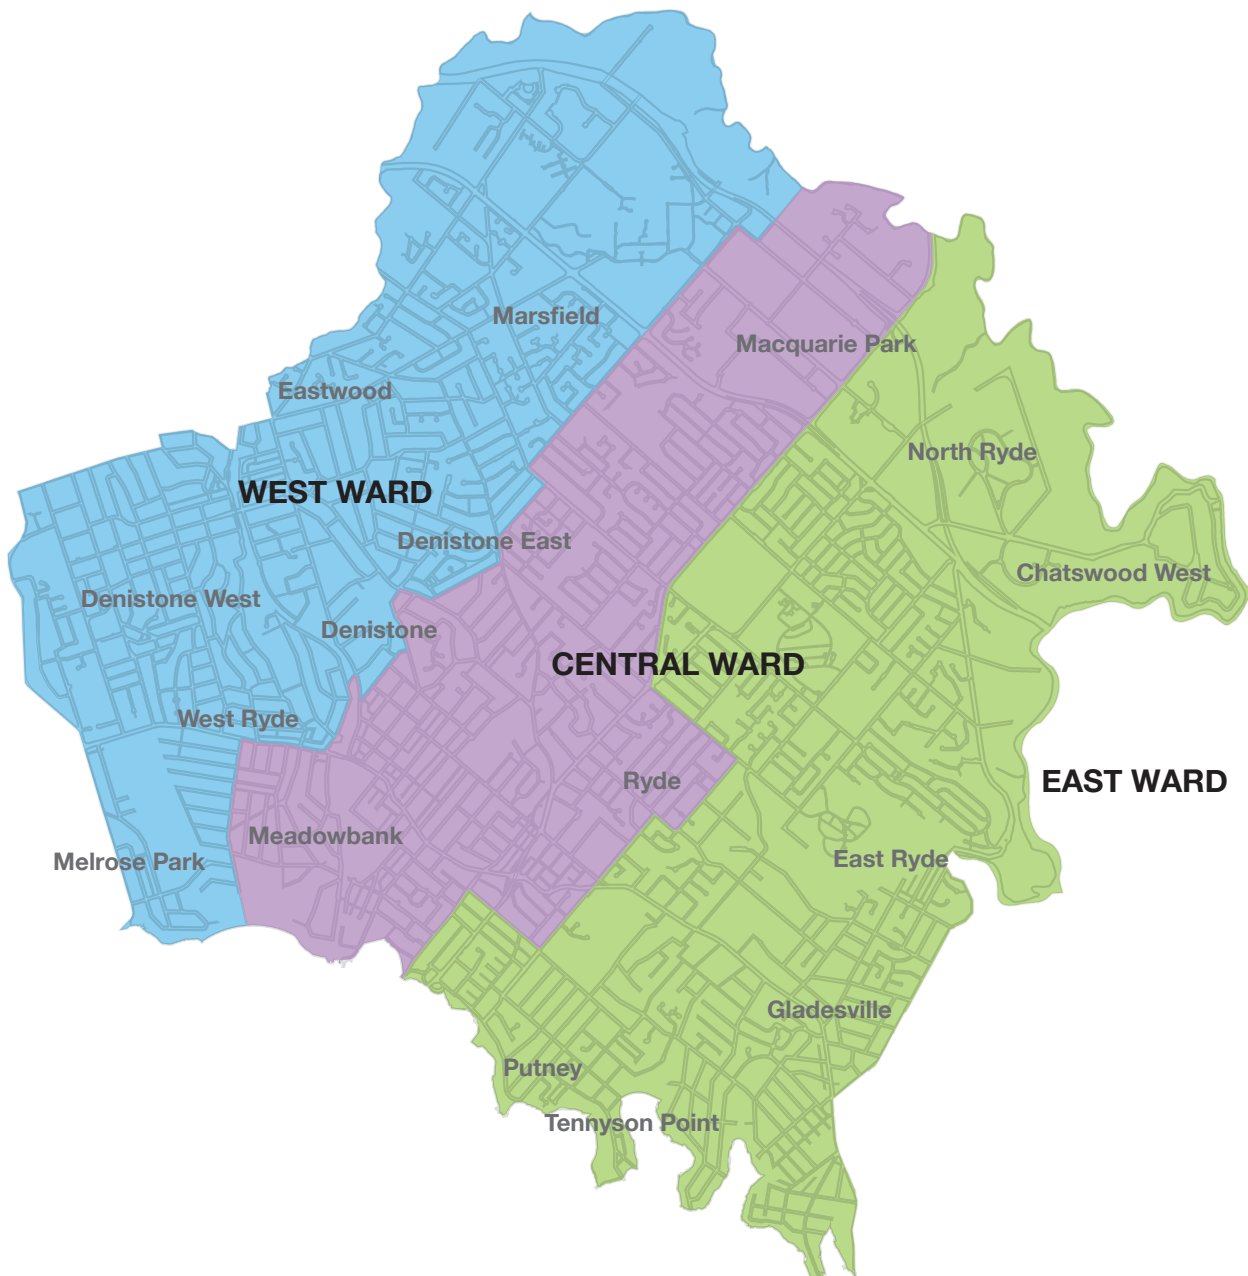 Marsfield
Macquarie Park
Eastwood
North Ryde
WEST WARD
Denistone East
Chatswood West
Denistone West
Denistone
CENTRAL WARD
West Ryde
Ryde
EAST WARD
Meadowbank
East Ryde
Melrose Park
Gladesville
Putney
Tennyson Point